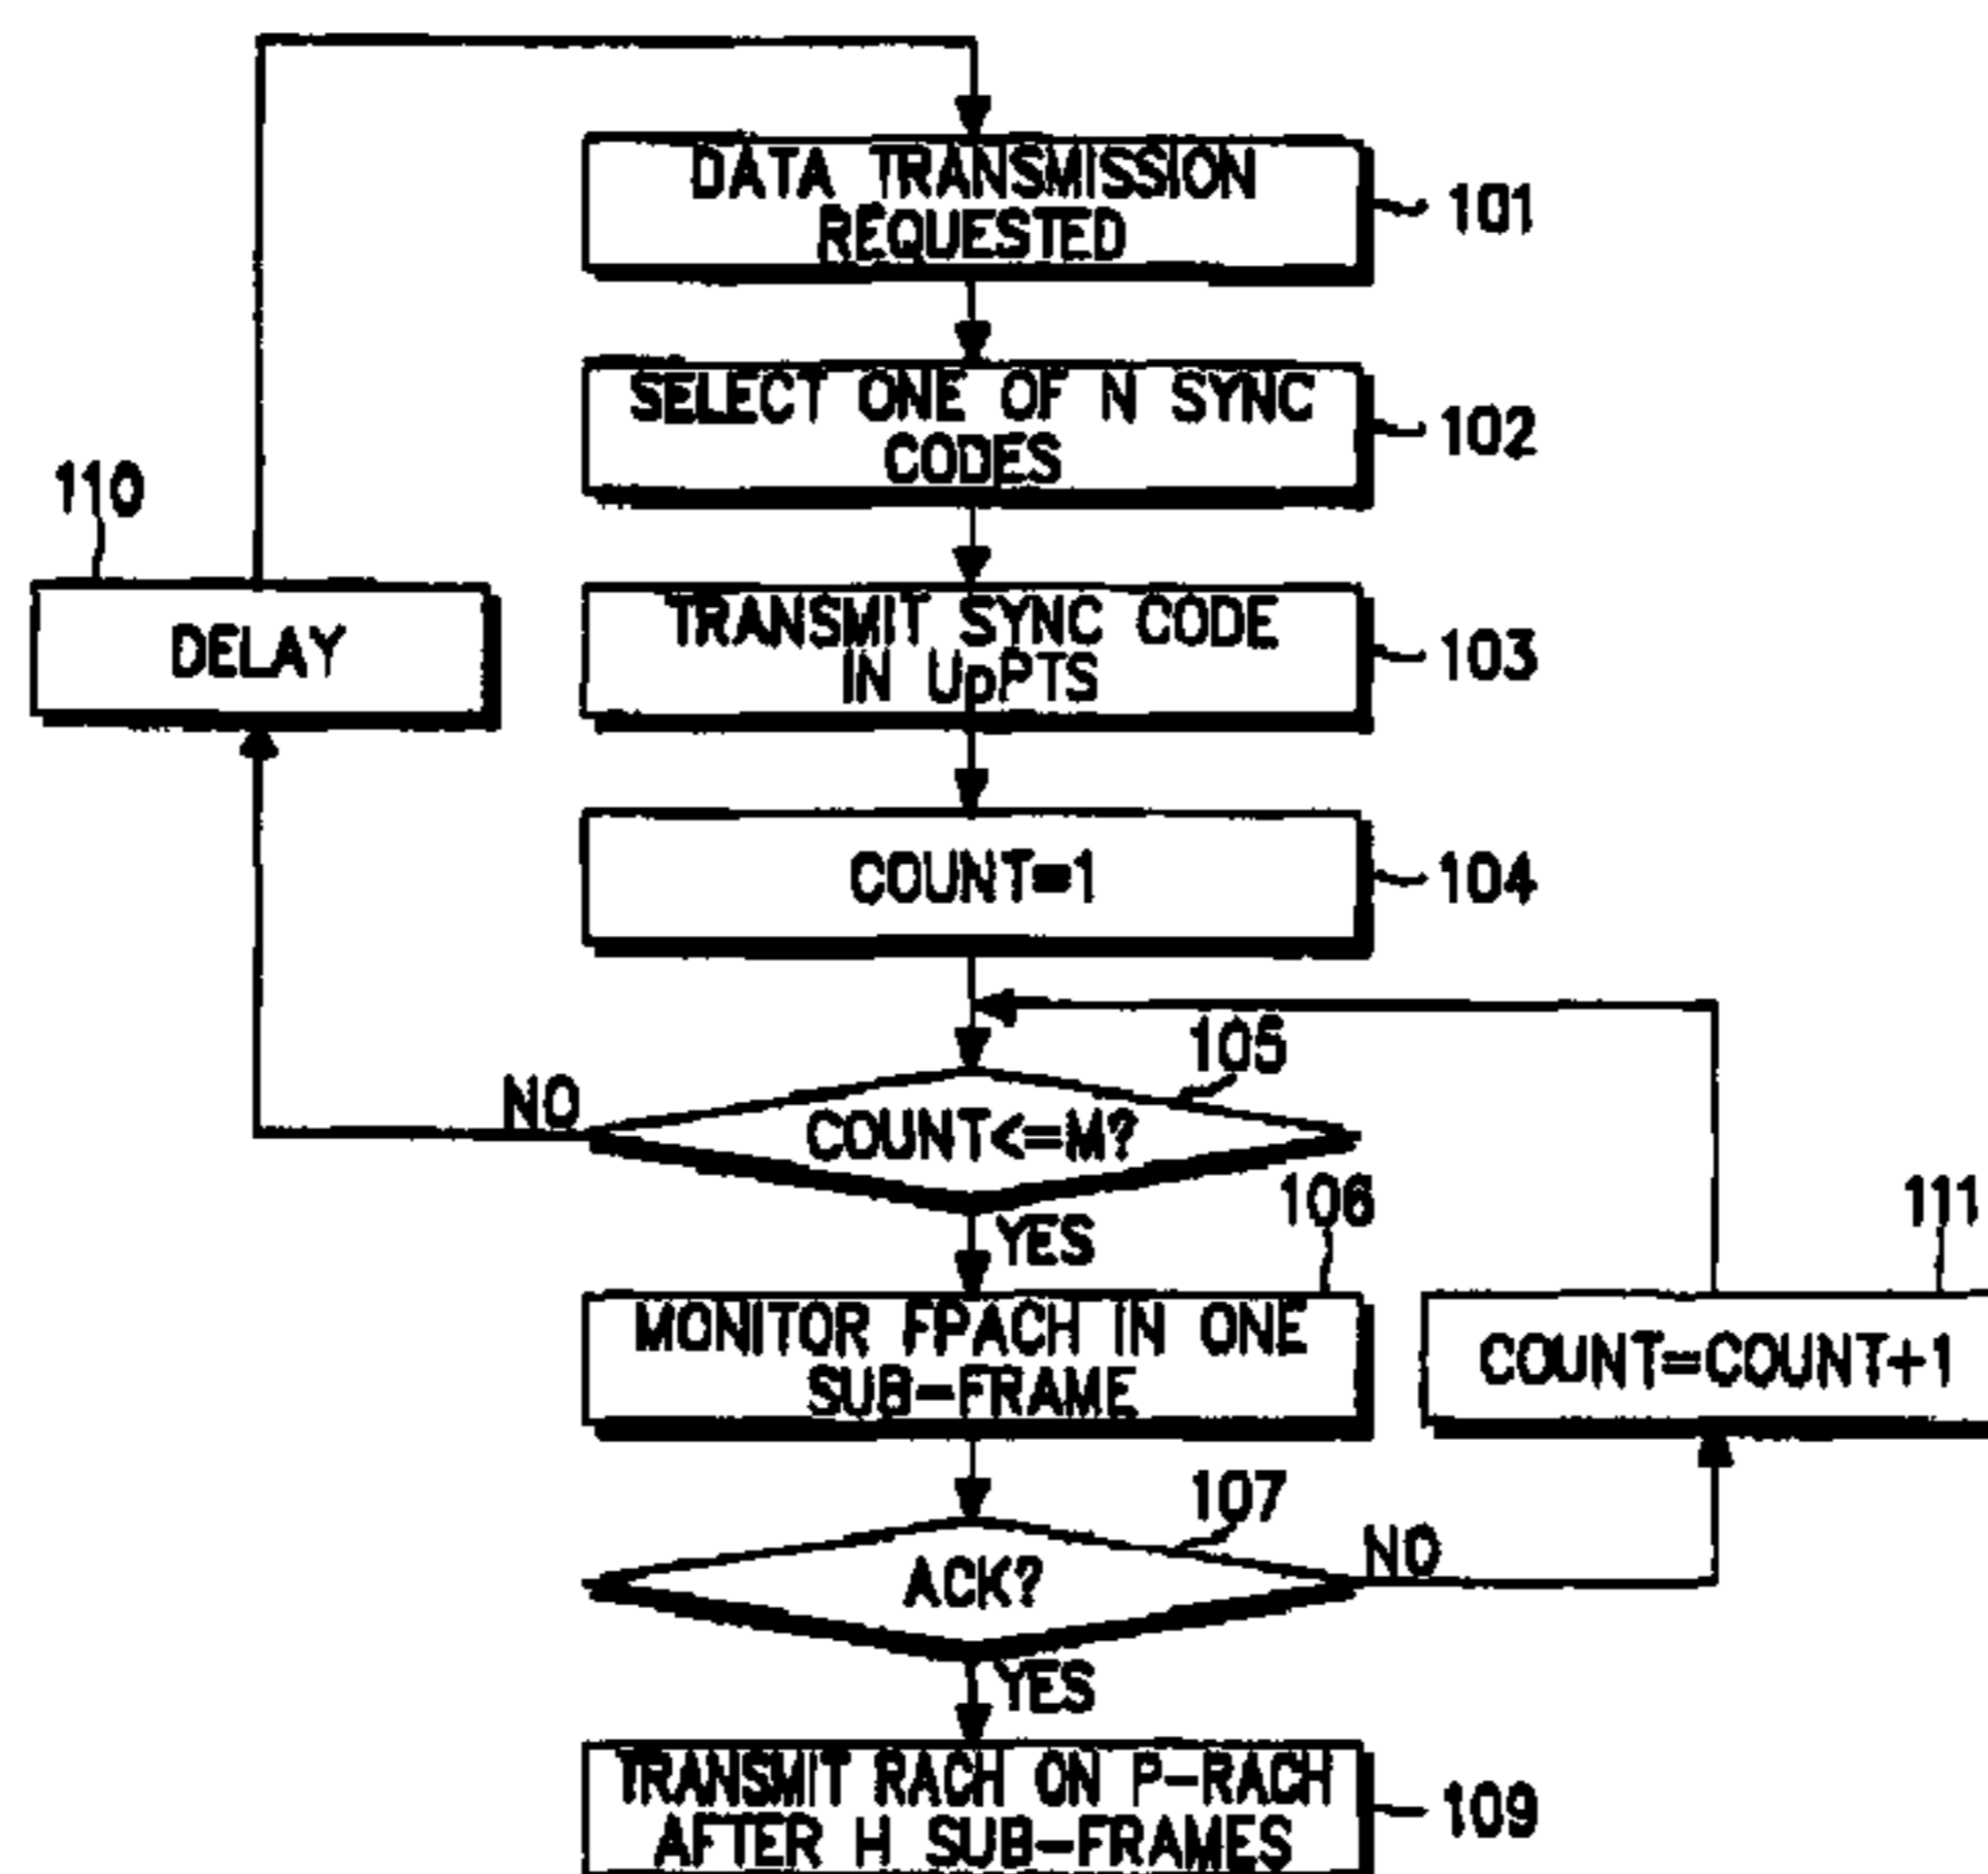 DATA TRANSMISSION
REQUESTED
101
SELECT ONE OF N SYNC
CODES
102
110
DELAY
TRANSMIT SYNC CODE
IN UpPTS
103
COUNT=1
104
105
NO
COUNT<=M?
YES
106
111
MONITOR FPACH IN ONE
SUB-FRAME
COUNT=COUNT+1
107
ACK?
NO
YES
TRANSMIT RACH ON P-RACH
AFTER H SUB-FRAMES
109